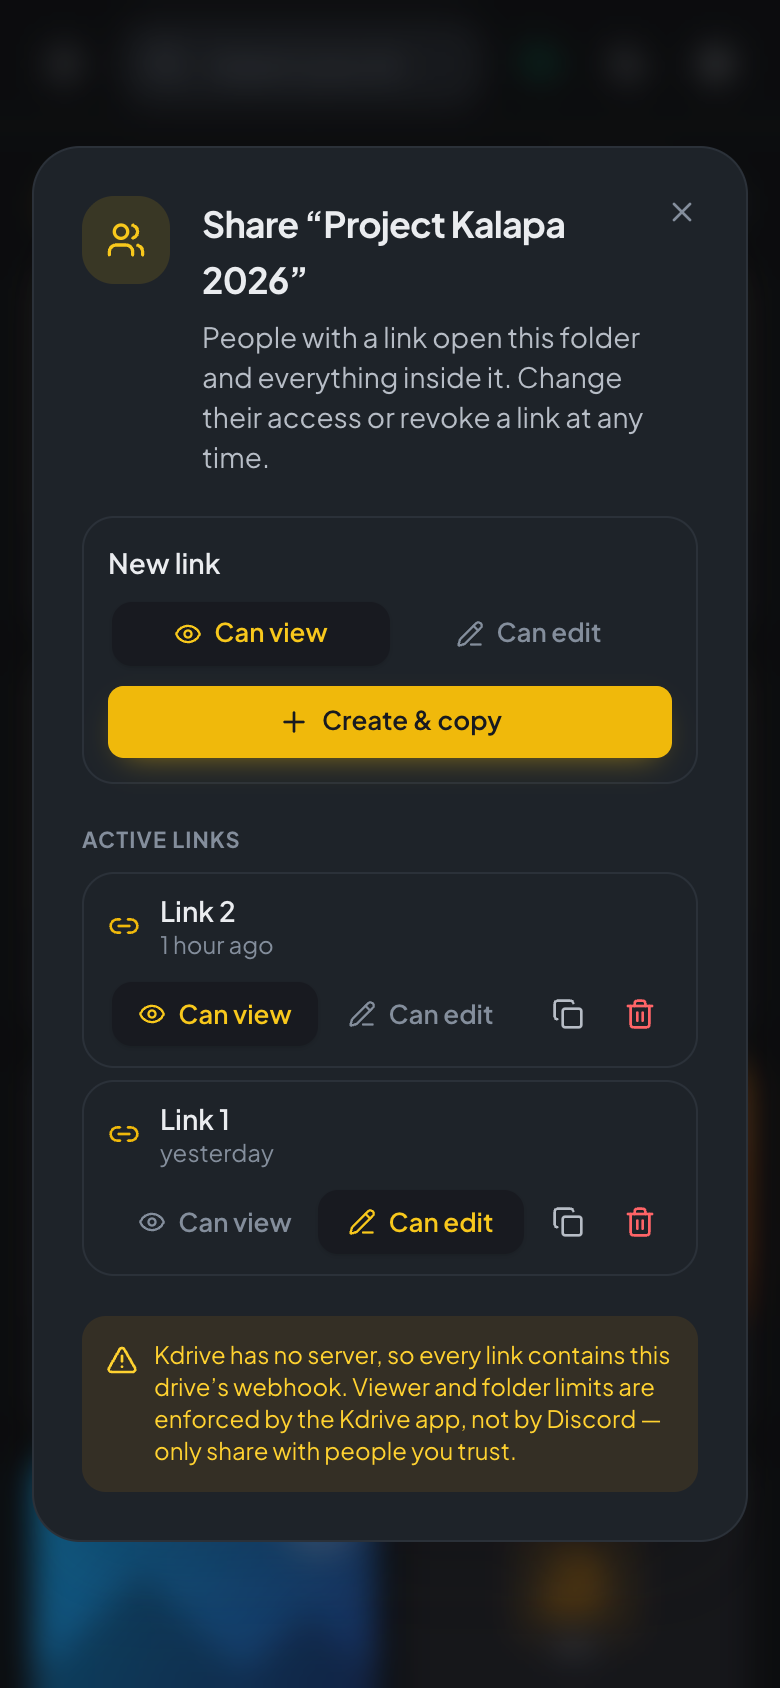 Share “Project Kalapa
2026”
People with a link open this folder
and everything inside it. Change
their access or revoke a link at any
time.
New link
Can view
Can edit
Create & copy
ACTIVE LINKS
Link 2
1 hour ago
Can view
Can edit
Link 1
yesterday
Can view
Can edit
Kdrive has no server, so every link contains this
drive’s webhook. Viewer and folder limits are
enforced by the Kdrive app, not by Discord —
only share with people you trust.